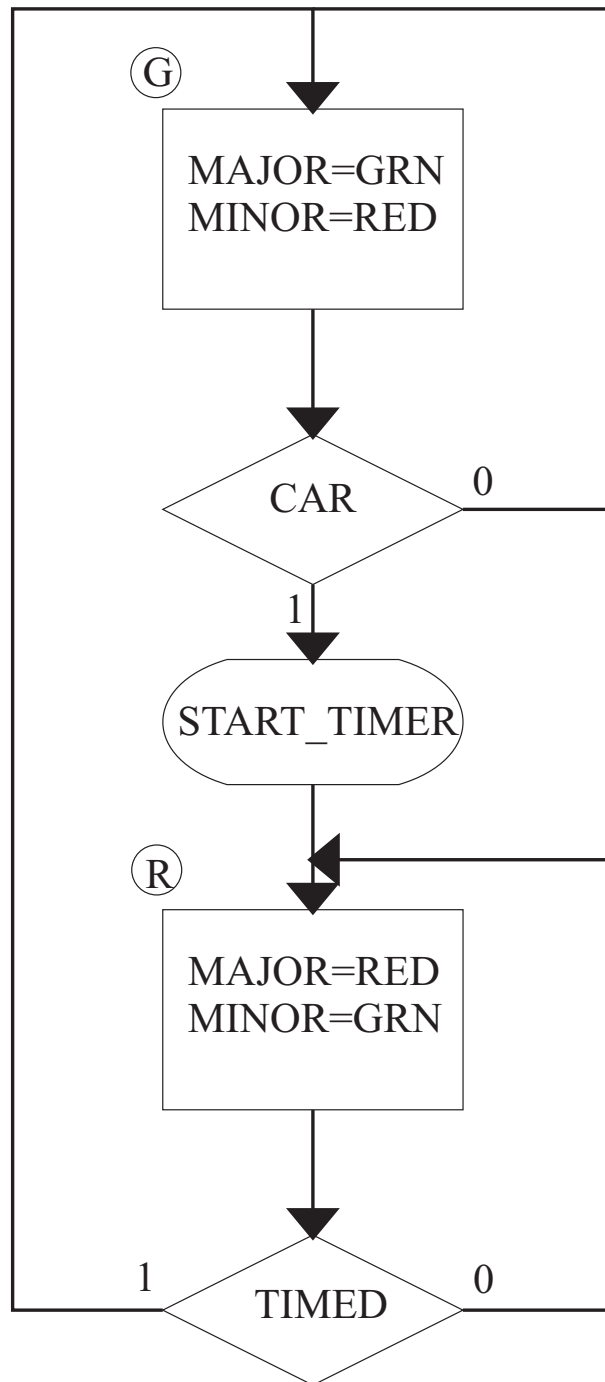 G
MAJOR=GRN
MINOR=RED
CAR
0
1
START_TIMER
R
MAJOR=RED
MINOR=GRN
1
TIMED
0